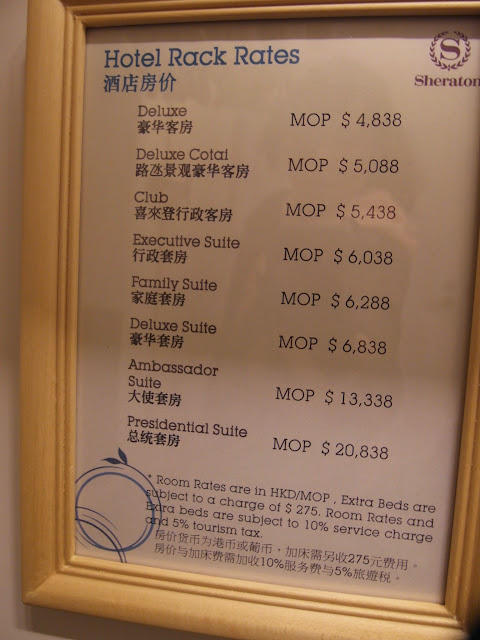 Hotel Rack Rates
酒店房价
S
Sheraton
Deluxe
豪华客房
MOP $ 4,838
Deluxe Cotai
路氹景观豪华客房
MOP $ 5,088
Club
喜來登行政客房
MOP $ 5,438
Executive Suite
行政套房
MOP $ 6,038
Family Suite
家庭套房
MOP $ 6,288
Deluxe Suite
豪华套房
MOP $ 6,838
Ambassador
Suite
大使套房
MOP $ 13,338
Presidential Suite
总统套房
MOP $ 20,838
* Room Rates are in HKD/MOP , Extra Beds are
subject to a charge of $ 275. Room Rates and
Extra beds are subject to 10% service charge
and 5% tourism tax.
房价货币为港币或葡币，加床需另收275元费用。
房价与加床费需加收10%服务费与5%旅遊税。